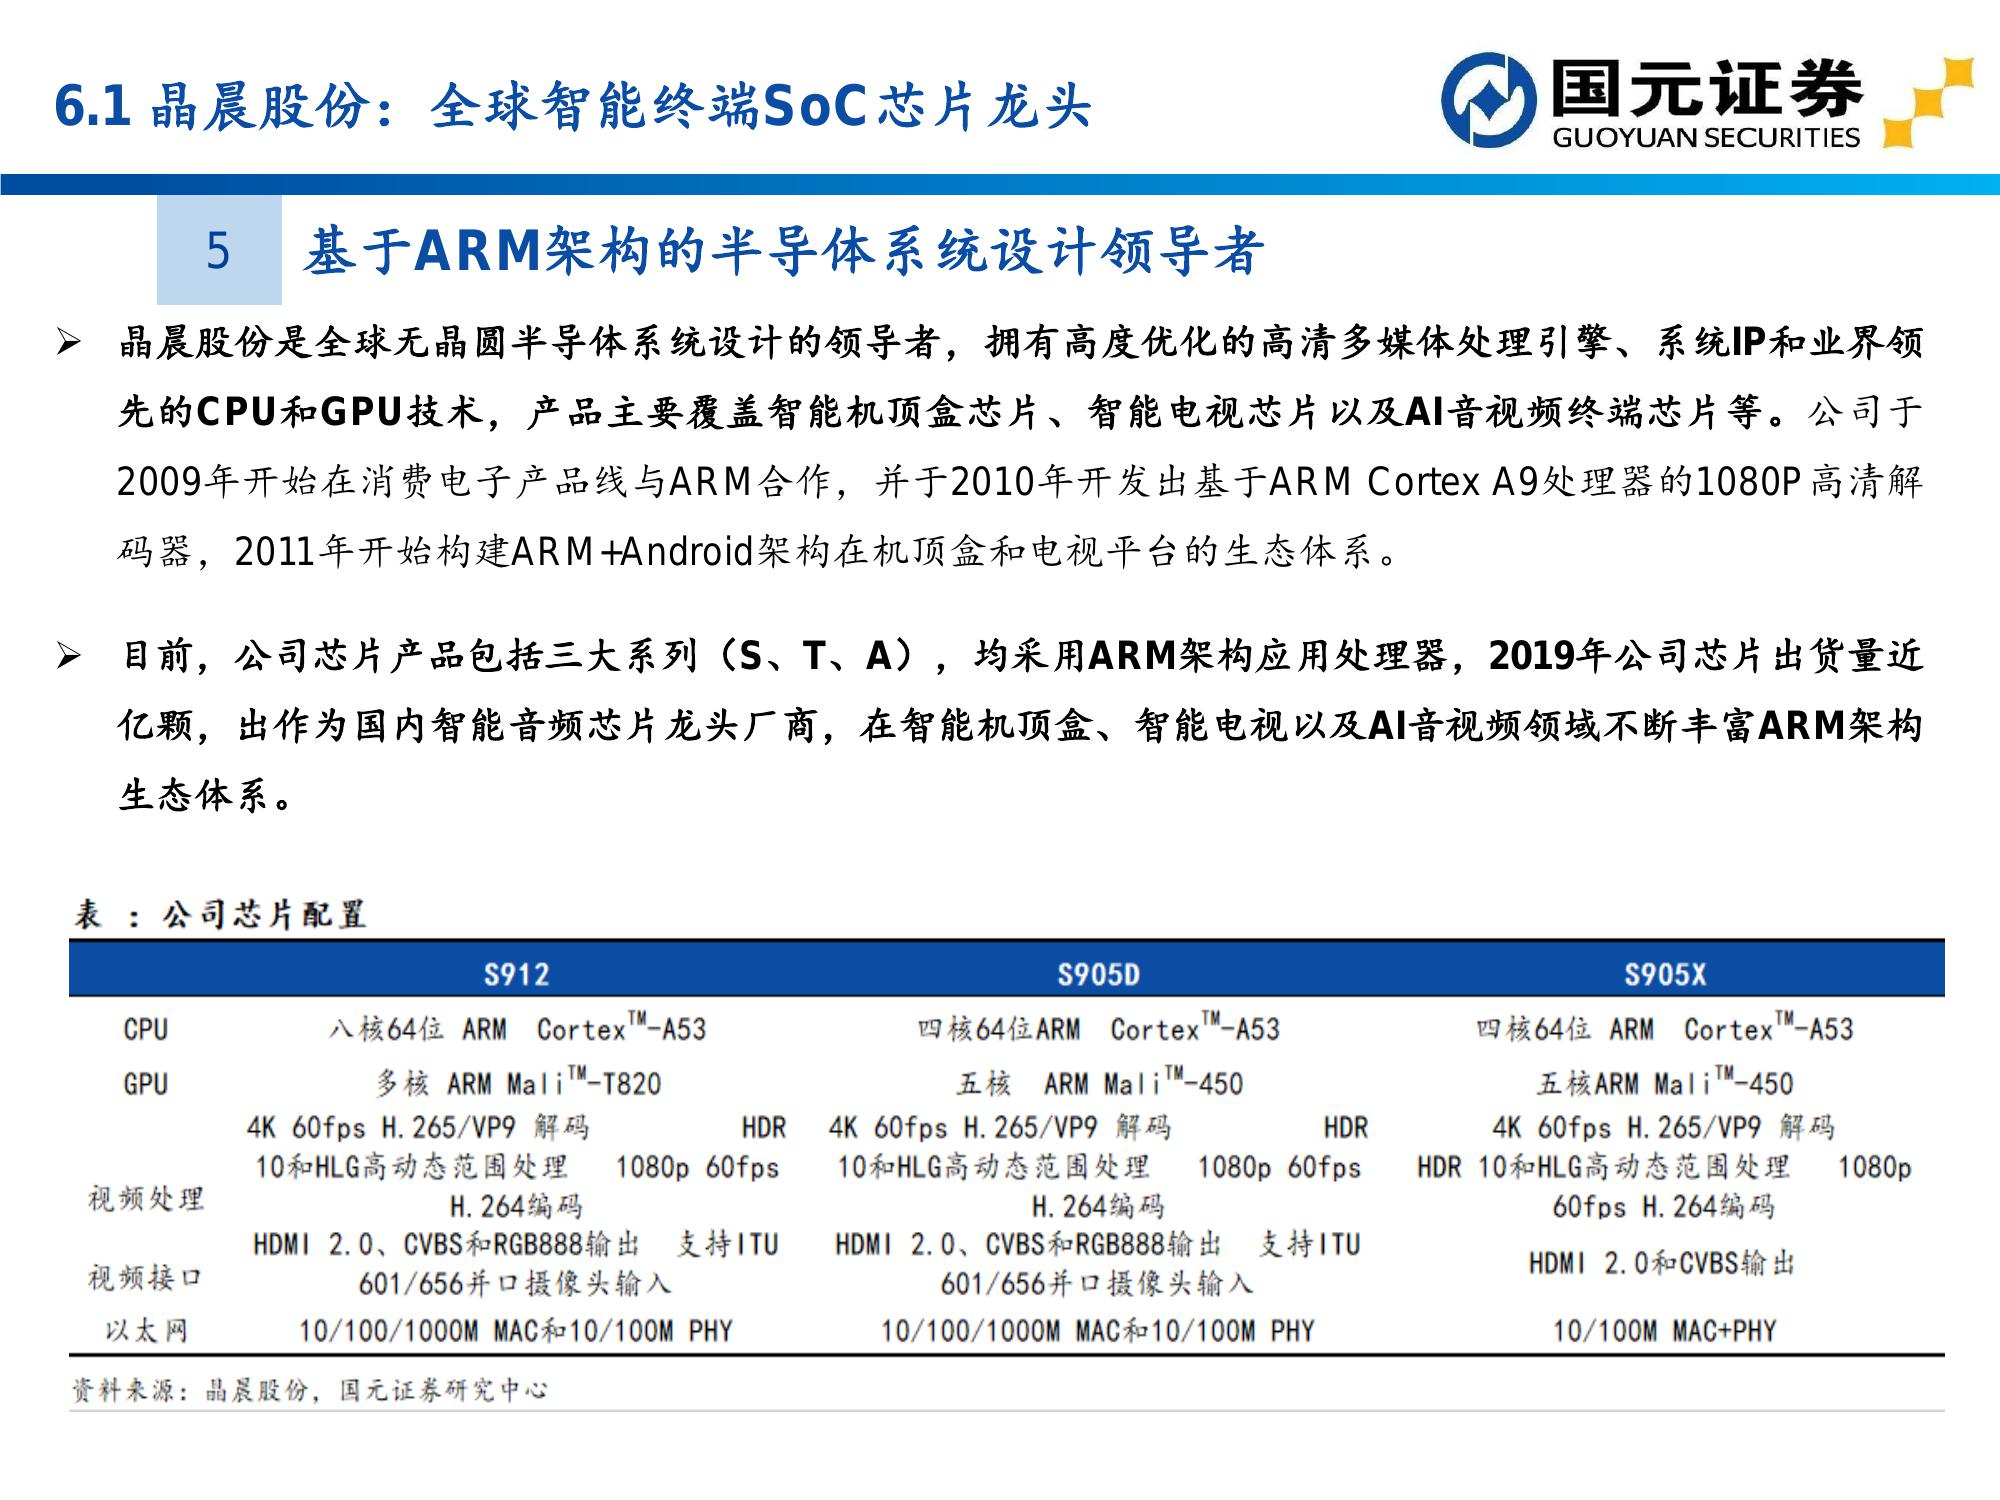 6.1 晶晨股份：全球智能终端SoC芯片龙头
国元证券
GUOYUAN SECURITIES
5
基于ARM架构的半导体系统设计领导者
➢ 晶晨股份是全球无晶圆半导体系统设计的领导者，拥有高度优化的高清多媒体处理引擎、系统IP和业界领
先的CPU和GPU技术，产品主要覆盖智能机顶盒芯片、智能电视芯片以及AI音视频终端芯片等。公司于
2009年开始在消费电子产品线与ARM合作，并于2010年开发出基于ARM Cortex A9处理器的1080P高清解
码器，2011年开始构建ARM+Android架构在机顶盒和电视平台的生态体系。
➢ 目前，公司芯片产品包括三大系列（S、T、A），均采用ARM架构应用处理器，2019年公司芯片出货量近
亿颗，出作为国内智能音频芯片龙头厂商，在智能机顶盒、智能电视以及AI音视频领域不断丰富ARM架构
生态体系。
表 ：公司芯片配置
S912 S905D S905X
CPU 八核64位 ARM Cortex™-A53 四核64位ARM Cortex™-A53 四核64位 ARM Cortex™-A53
GPU 多核 ARM Mali™-T820 五核 ARM Mali™-450 五核ARM Mali™-450
4K 60fps H.265/VP9 解码 HDR 4K 60fps H.265/VP9 解码 HDR 4K 60fps H.265/VP9 解码
10和HLG高动态范围处理 1080p 60fps 10和HLG高动态范围处理 1080p 60fps HDR 10和HLG高动态范围处理 1080p
视频处理 H.264编码 H.264编码 60fps H.264编码
HDMI 2.0、CVBS和RGB888输出 支持ITU HDMI 2.0、CVBS和RGB888输出 支持ITU HDMI 2.0和CVBS输出
视频接口 601/656并口摄像头输入 601/656并口摄像头输入
以太网 10/100/1000M MAC和10/100M PHY 10/100/1000M MAC和10/100M PHY 10/100M MAC+PHY
资料来源：晶晨股份，国元证券研究中心